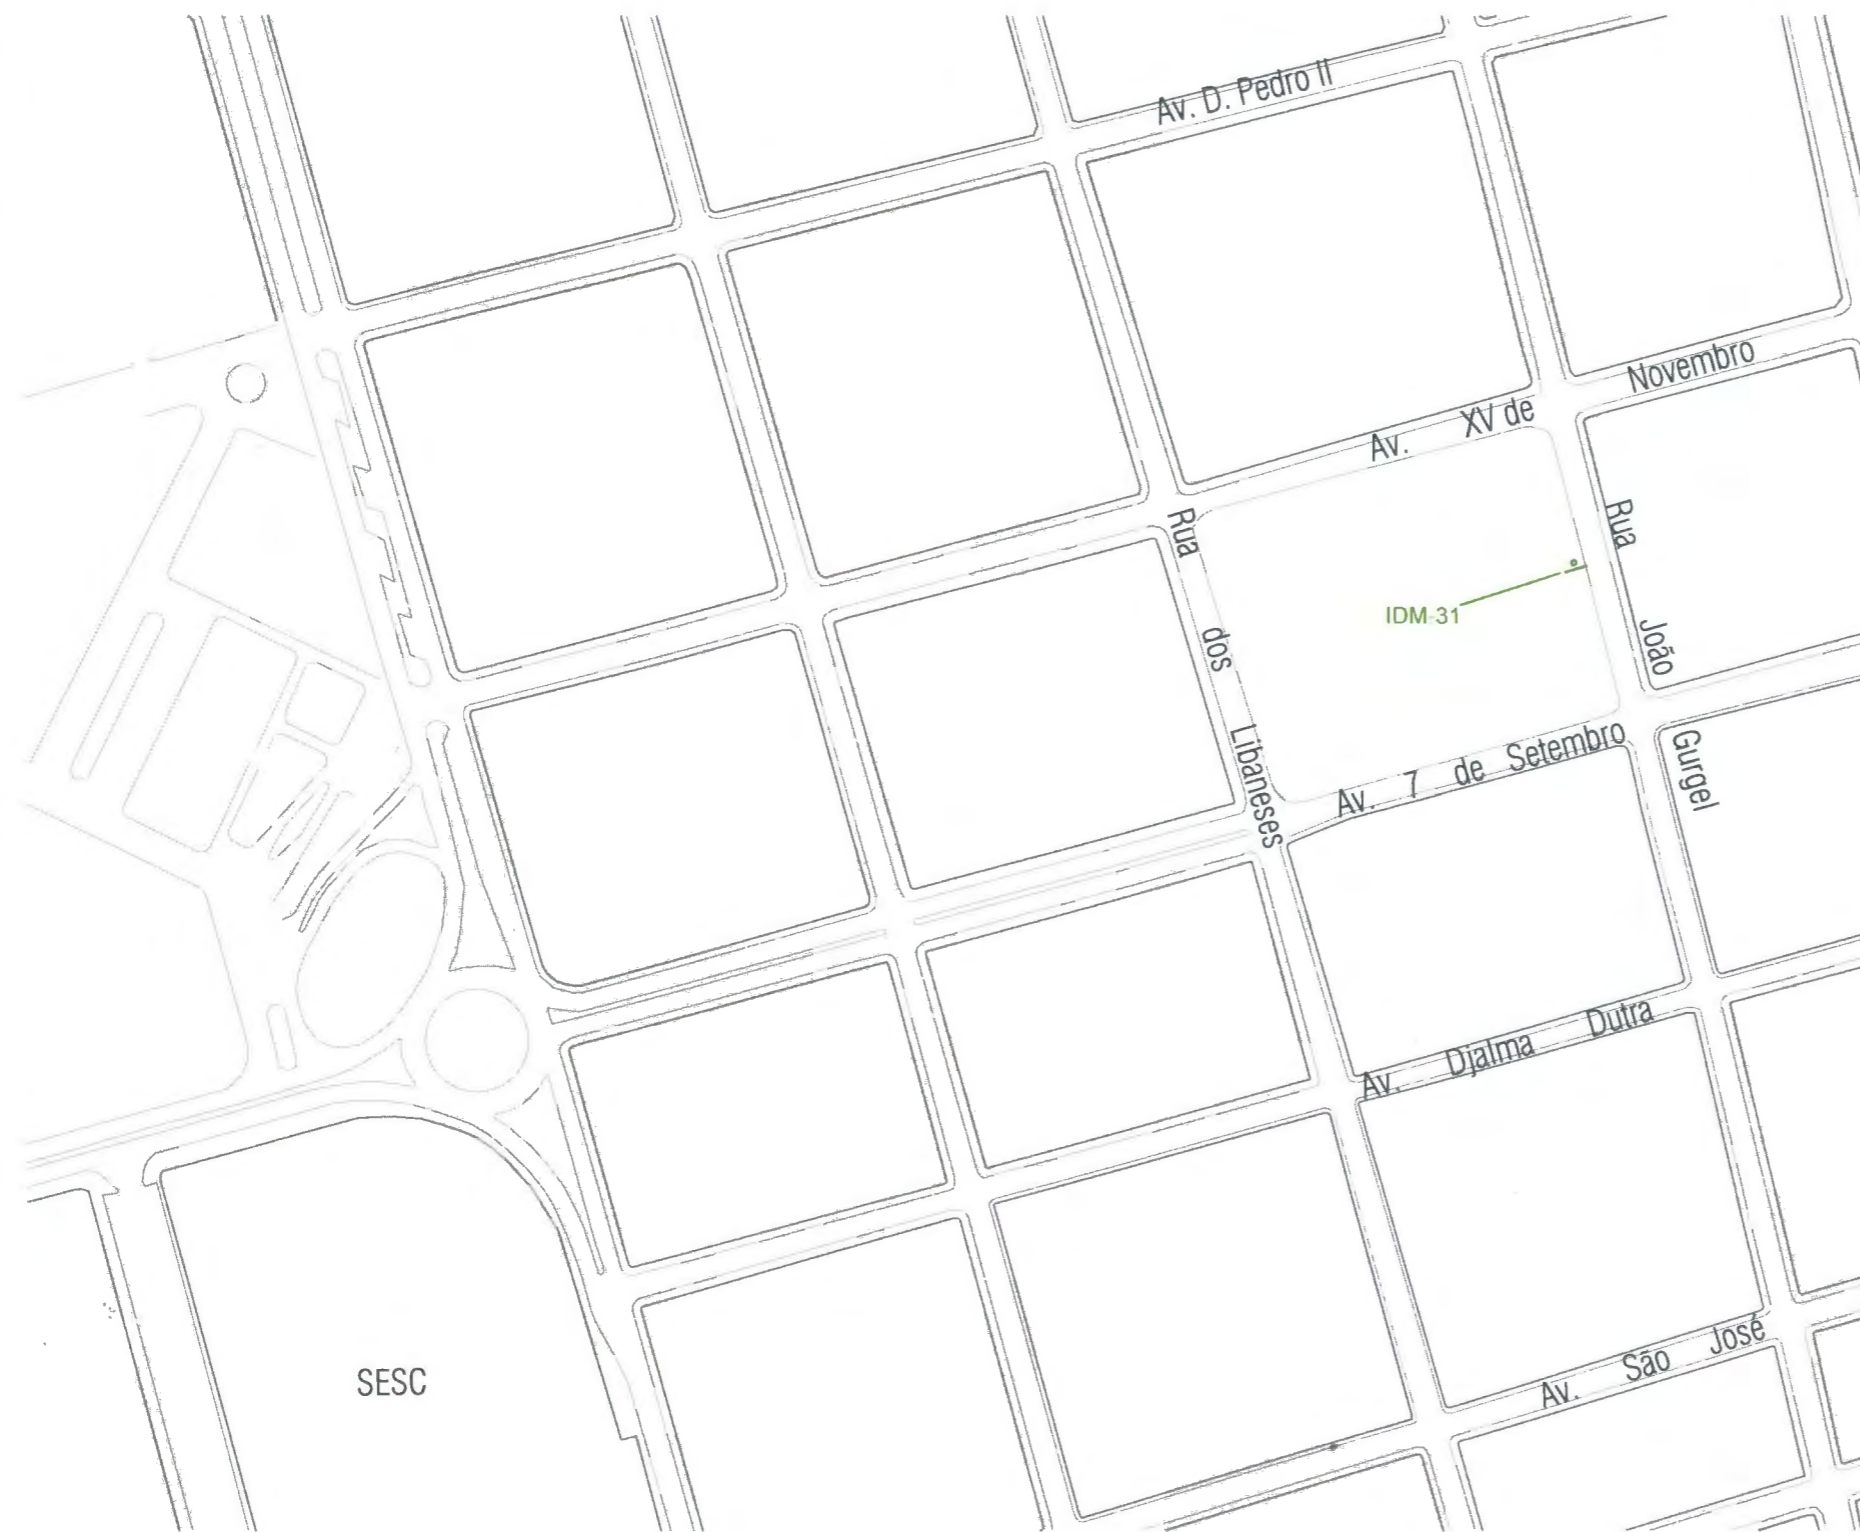 Av. D. Pedro II
Av. XV de Novembro
Rua João Gurgel
Rua dos Libaneses
IDM-31
Av. 7 de Setembro
Av. Djalma Dutra
Av. São José
SESC